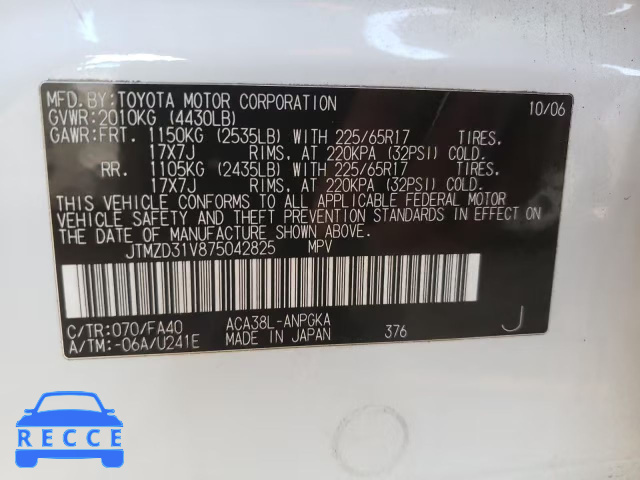 MFD.BY:TOYOTA MOTOR CORPORATION 10/06
GVWR:2010KG (4430LB)
GAWR:FRT. 1150KG (2535LB) WITH 225/65R17 TIRES,
17X7J RIMS, AT 220KPA (32PSI) COLD.
RR. 1105KG (2435LB) WITH 225/65R17 TIRES,
17X7J RIMS, AT 220KPA (32PSI) COLD.
THIS VEHICLE CONFORMS TO ALL APPLICABLE FEDERAL MOTOR
VEHICLE SAFETY AND THEFT PREVENTION STANDARDS IN EFFECT ON
THE DATE OF MANUFACTURE SHOWN ABOVE.
JTMZD31V875042825 MPV
C/TR:070/FA40 ACA38L-ANPGKA J
A/TM:-06A/U241E MADE IN JAPAN 376
RECCE